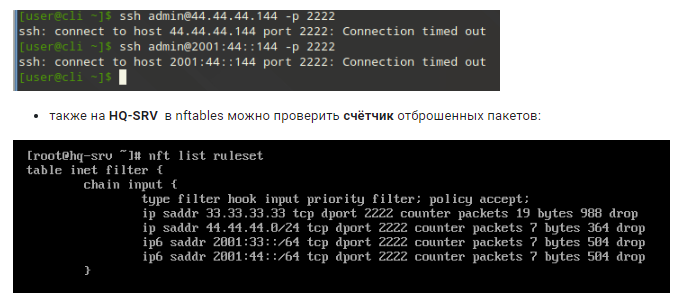 [user@cli ~]$ ssh admin@44.44.44.144 -p 2222
ssh: connect to host 44.44.44.144 port 2222: Connection timed out
[user@cli ~]$ ssh admin@2001:44::144 -p 2222
ssh: connect to host 2001:44::144 port 2222: Connection timed out
[user@cli ~]$
• также на HQ-SRV в nftables можно проверить счётчик отброшенных пакетов:
[root@hq-srv ~]# nft list ruleset
table inet filter {
chain input {
type filter hook input priority filter; policy accept;
ip saddr 33.33.33.33 tcp dport 2222 counter packets 19 bytes 988 drop
ip saddr 44.44.44.0/24 tcp dport 2222 counter packets 7 bytes 364 drop
ip6 saddr 2001:33::/64 tcp dport 2222 counter packets 7 bytes 504 drop
ip6 saddr 2001:44::/64 tcp dport 2222 counter packets 7 bytes 504 drop
}